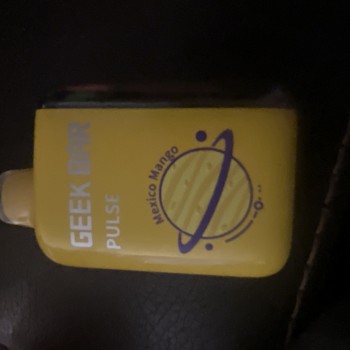 GEEK BAR
PULSE
Mexico Mango